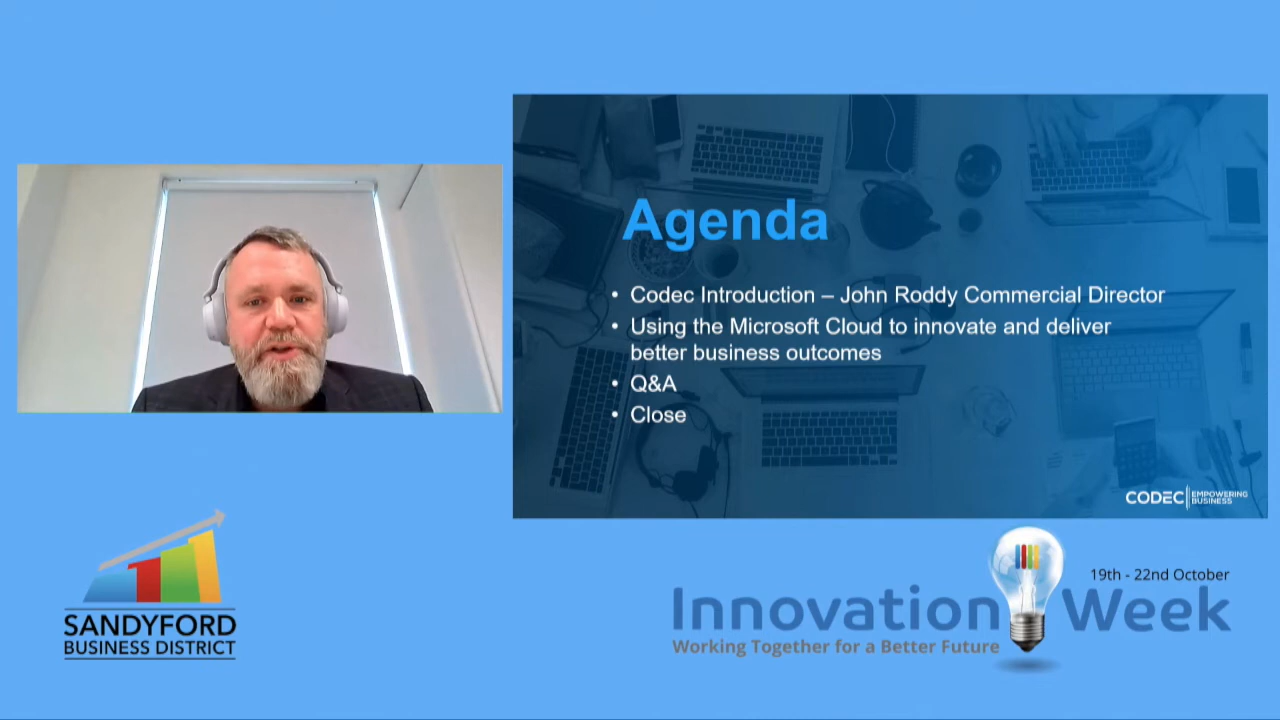 Agenda
• Codec Introduction – John Roddy Commercial Director
• Using the Microsoft Cloud to innovate and deliver
better business outcomes
• Q&A
• Close
CODEC EMPOWERING
BUSINESS
SANDYFORD
BUSINESS DISTRICT
19th - 22nd October
Innovation Week
Working Together for a Better Future